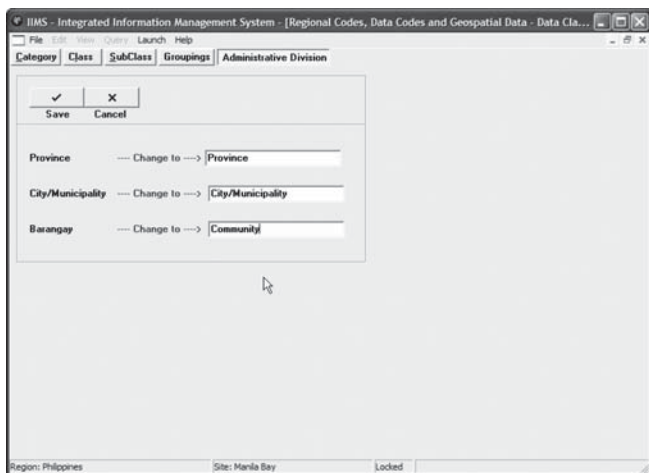 IIMS - Integrated Information Management System - [Regional Codes, Data Codes and Geospatial Data - Data Cla...
File Edit View Query Launch Help
Category Class SubClass Groupings Administrative Division
Save Cancel
Province ---- Change to ----> Province
City/Municipality ---- Change to ----> City/Municipality
Barangay ---- Change to ----> Community
Region: Philippines Site: Manila Bay Locked